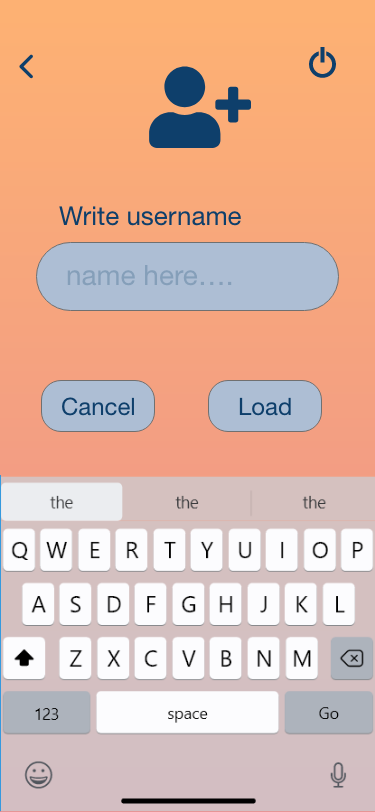 Write username
name here....
Cancel Load
the the the
Q W E R T Y U I O P
A S D F G H J K L
Z X C V B N M
123 space Go